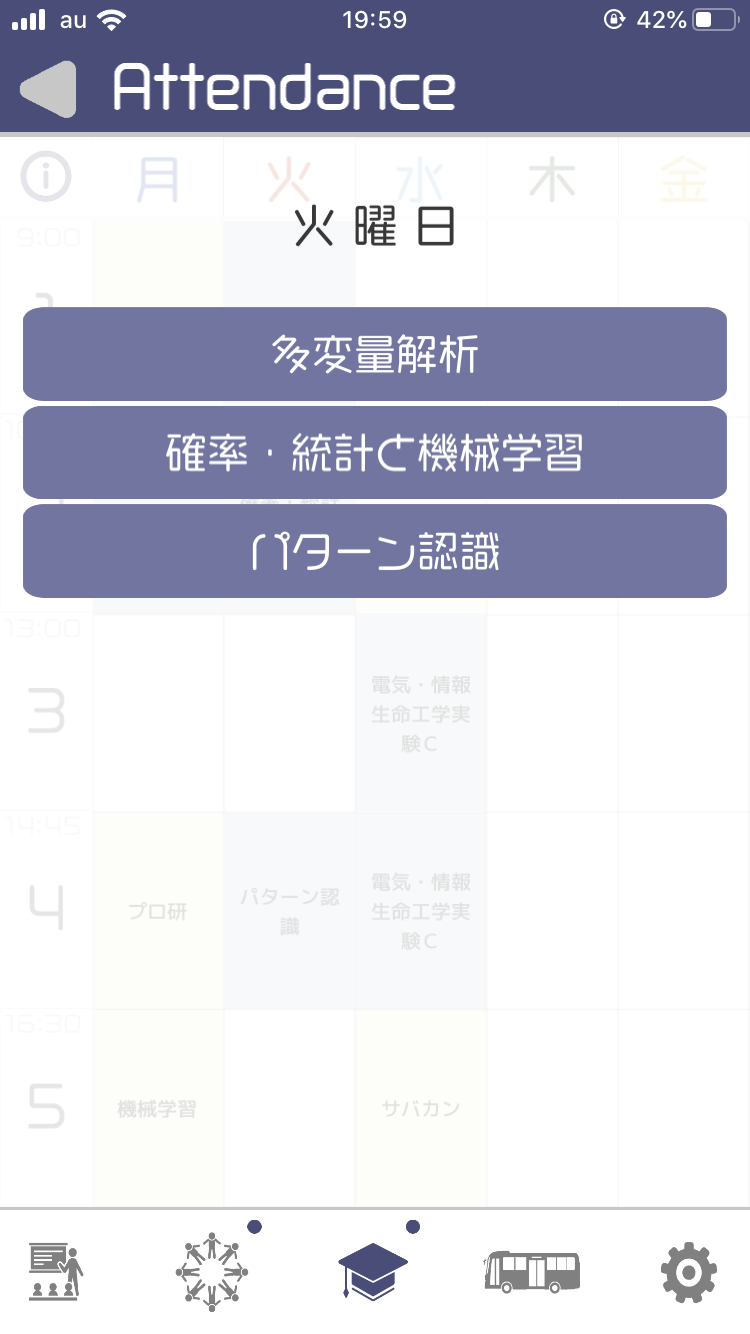 au 19:59 42%
Attendance
月 火 水 木 金
火曜日
9:00
多変量解析
確率・統計と機械学習
パターン認識
13:00
3
電気・情報
生命工学実
験C
14:45
4
プロ研
パターン認
識
電気・情報
生命工学実
験C
16:30
5
機械学習
サバカン